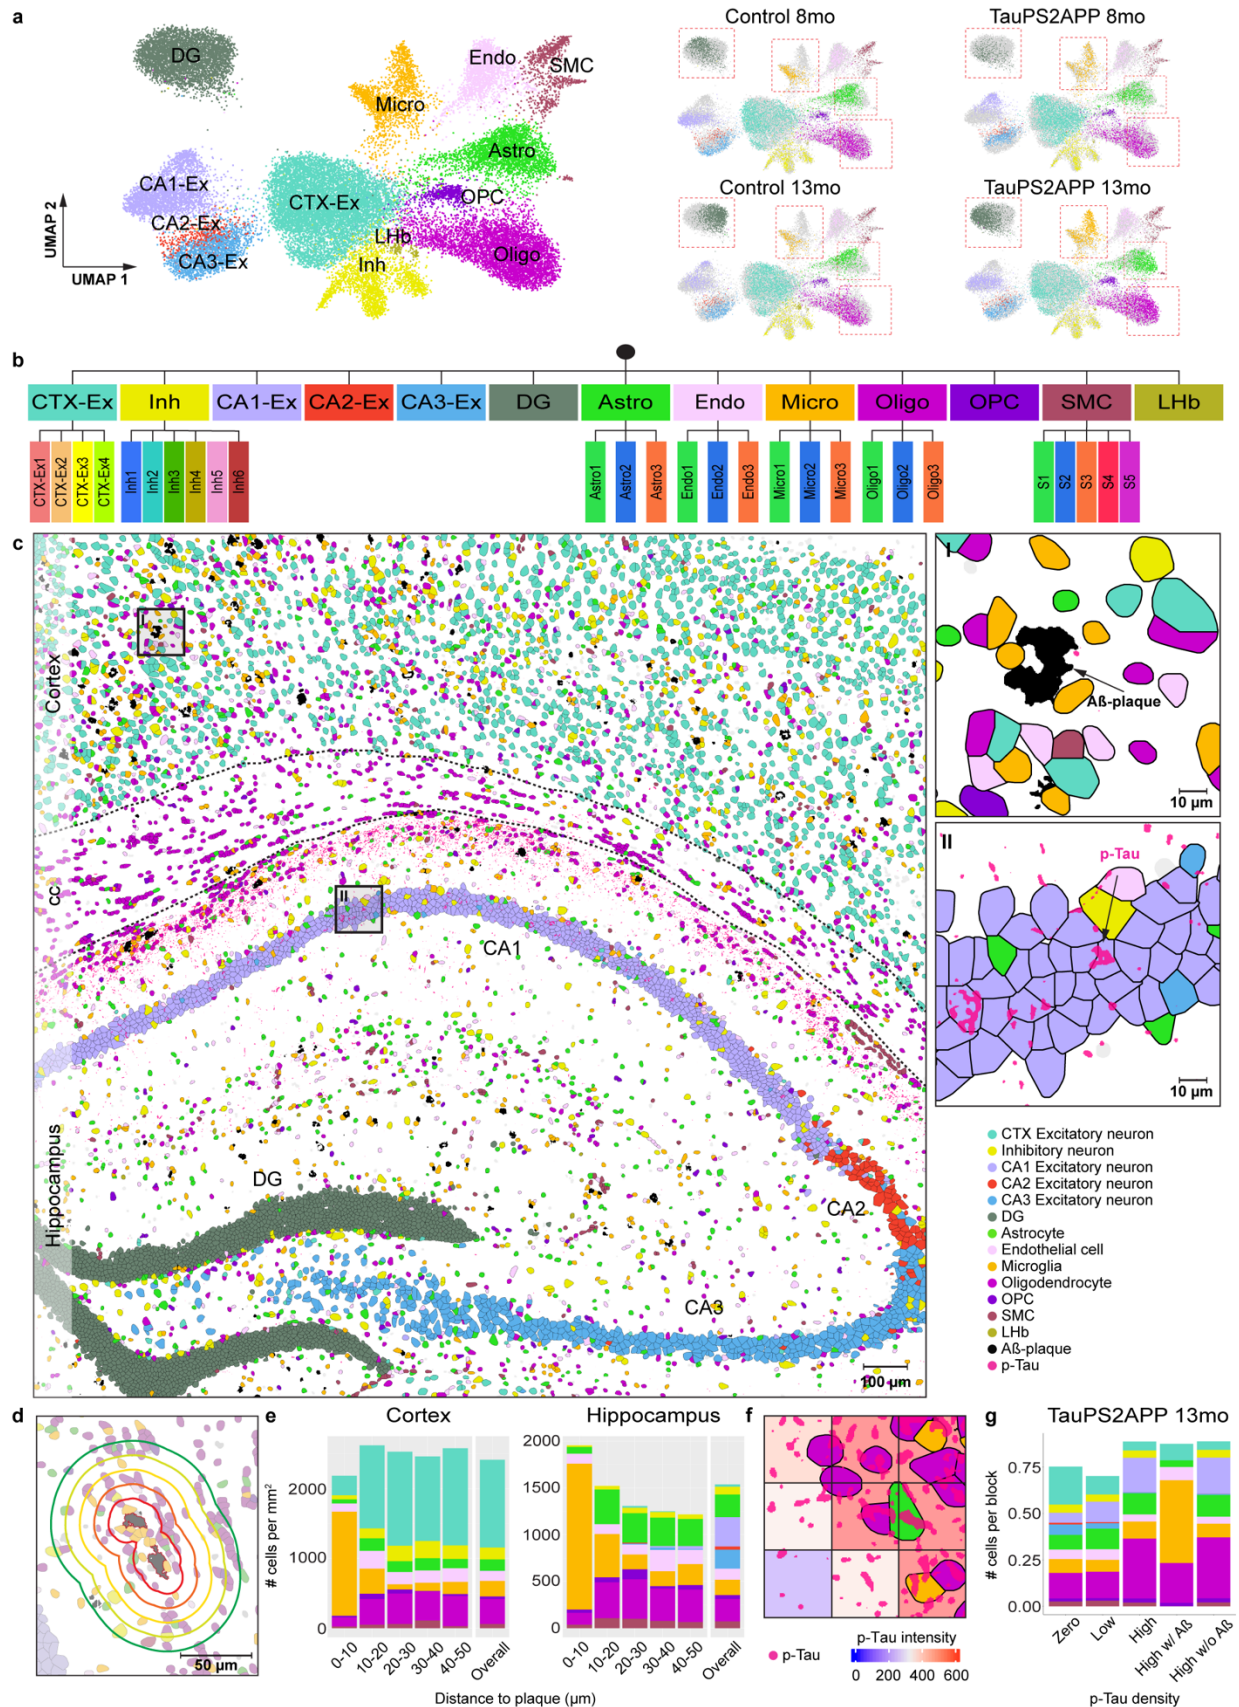 a
DG
Micro
Endo
SMC
Astro
CA1-Ex
CTX-Ex
OPC
CA2-Ex
LHb
CA3-Ex
Inh
Oligo
UMAP 2
UMAP 1
Control 8mo
TauPS2APP 8mo
Control 13mo
TauPS2APP 13mo
b
CTX-Ex Inh CA1-Ex CA2-Ex CA3-Ex DG Astro Endo Micro Oligo OPC SMC LHb
CTX-Ex1
CTX-Ex2
CTX-Ex3
CTX-Ex4
Inh1
Inh2
Inh3
Inh4
Inh5
Inh6
Astro1
Astro2
Astro3
Endo1
Endo2
Endo3
Micro1
Micro2
Micro3
Oligo1
Oligo2
Oligo3
S1
S2
S3
S4
S5
c
Cortex
cc
Hippocampus
I
II
CA1
DG
CA2
CA3
100 µm
I
Aß-plaque
10 µm
II
p-Tau
10 µm
CTX Excitatory neuron
Inhibitory neuron
CA1 Excitatory neuron
CA2 Excitatory neuron
CA3 Excitatory neuron
DG
Astrocyte
Endothelial cell
Microglia
Oligodendrocyte
OPC
SMC
LHb
Aß-plaque
p-Tau
d
50 µm
e
Cortex
Hippocampus
# cells per mm²
2000
1000
0
0-10
10-20
20-30
30-40
40-50
Overall
2000
1500
1000
500
0
0-10
10-20
20-30
30-40
40-50
Overall
Distance to plaque (µm)
f
p-Tau
p-Tau intensity
0 200 400 600
g
TauPS2APP 13mo
# cells per block
0.75
0.50
0.25
0.00
Zero
Low
High
High w/ Aß
High w/o Aß
p-Tau density